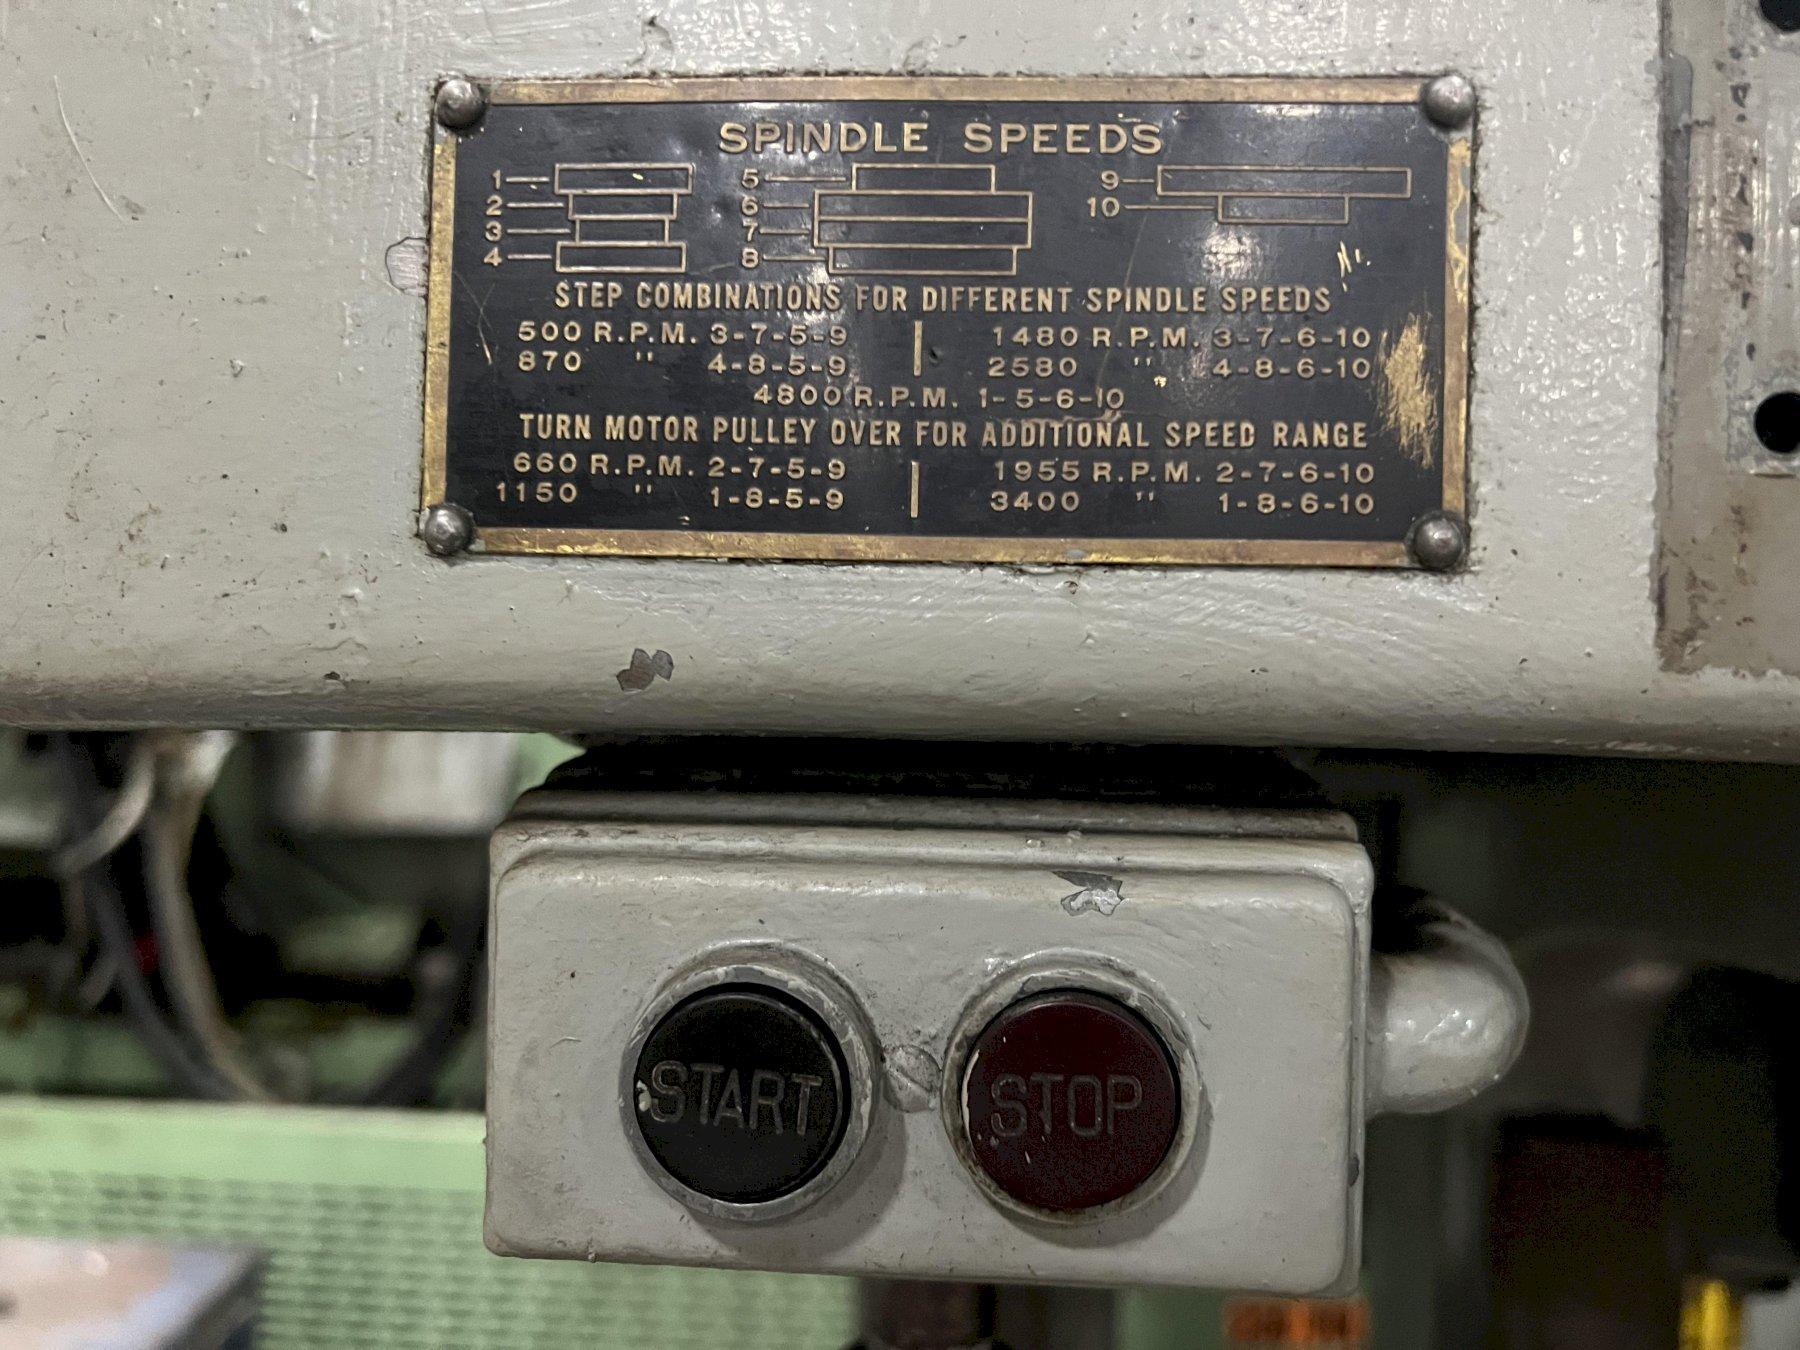 SPINDLE SPEEDS
1 5 9
2 6 10
3 7
4 8
STEP COMBINATIONS FOR DIFFERENT SPINDLE SPEEDS
500 R.P.M. 3-7-5-9 1480 R.P.M. 3-7-6-10
870 " 4-8-5-9 2580 " 4-8-6-10
4800 R.P.M. 1-5-6-10
TURN MOTOR PULLEY OVER FOR ADDITIONAL SPEED RANGE
660 R.P.M. 2-7-5-9 1955 R.P.M. 2-7-6-10
1150 " 1-8-5-9 3400 " 1-8-6-10
START STOP